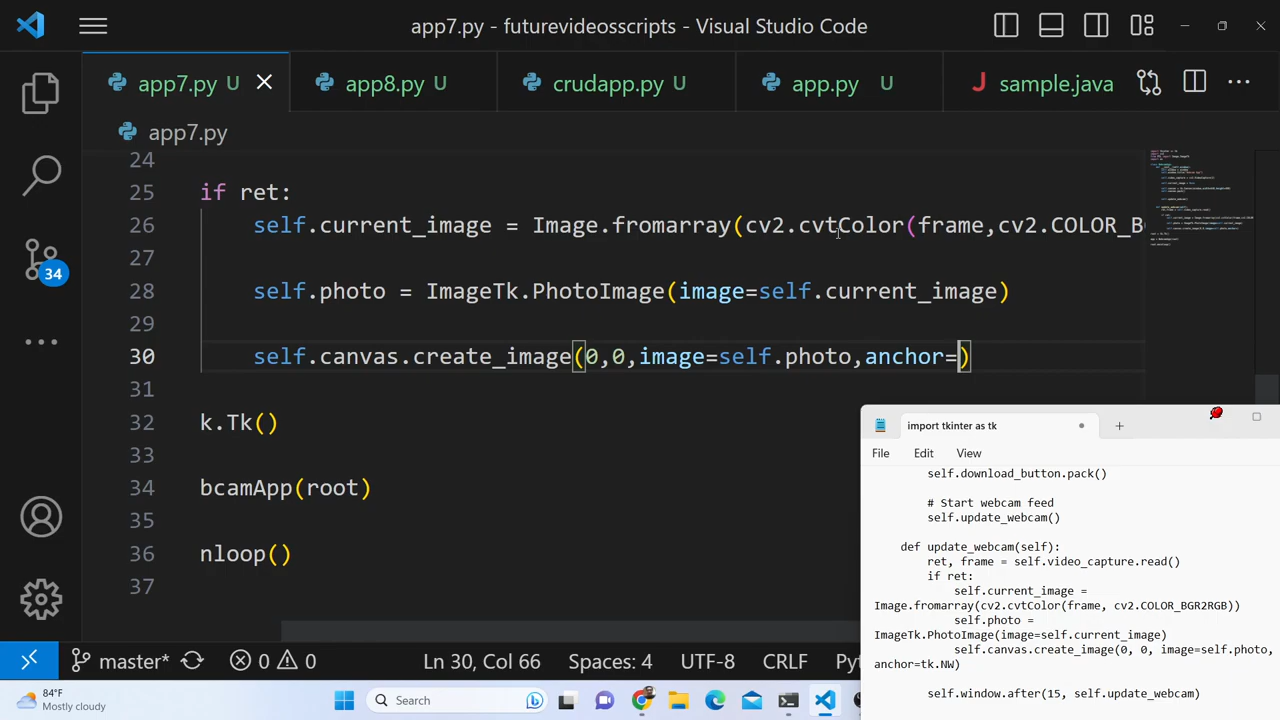 app7.py - futurevideosscripts - Visual Studio Code
app7.py U app8.py U crudapp.py U app.py U sample.java
app7.py
24
25 if ret:
26 self.current_image = Image.fromarray(cv2.cvtColor(frame,cv2.COLOR_BG
27
28 self.photo = ImageTk.PhotoImage(image=self.current_image)
29
30 self.canvas.create_image(0,0,image=self.photo,anchor=)
31
32 k.Tk()
33
34 bcamApp(root)
35
36 nloop()
37
34
import tkinter as tk
File Edit View
self.download_button.pack()
# Start webcam feed
self.update_webcam()
def update_webcam(self):
ret, frame = self.video_capture.read()
if ret:
self.current_image =
Image.fromarray(cv2.cvtColor(frame, cv2.COLOR_BGR2RGB))
self.photo =
ImageTk.PhotoImage(image=self.current_image)
self.canvas.create_image(0, 0, image=self.photo,
anchor=tk.NW)
self.window.after(15, self.update_webcam)
master* 0 0 Ln 30, Col 66 Spaces: 4 UTF-8 CRLF Py
84°F
Mostly cloudy
Search